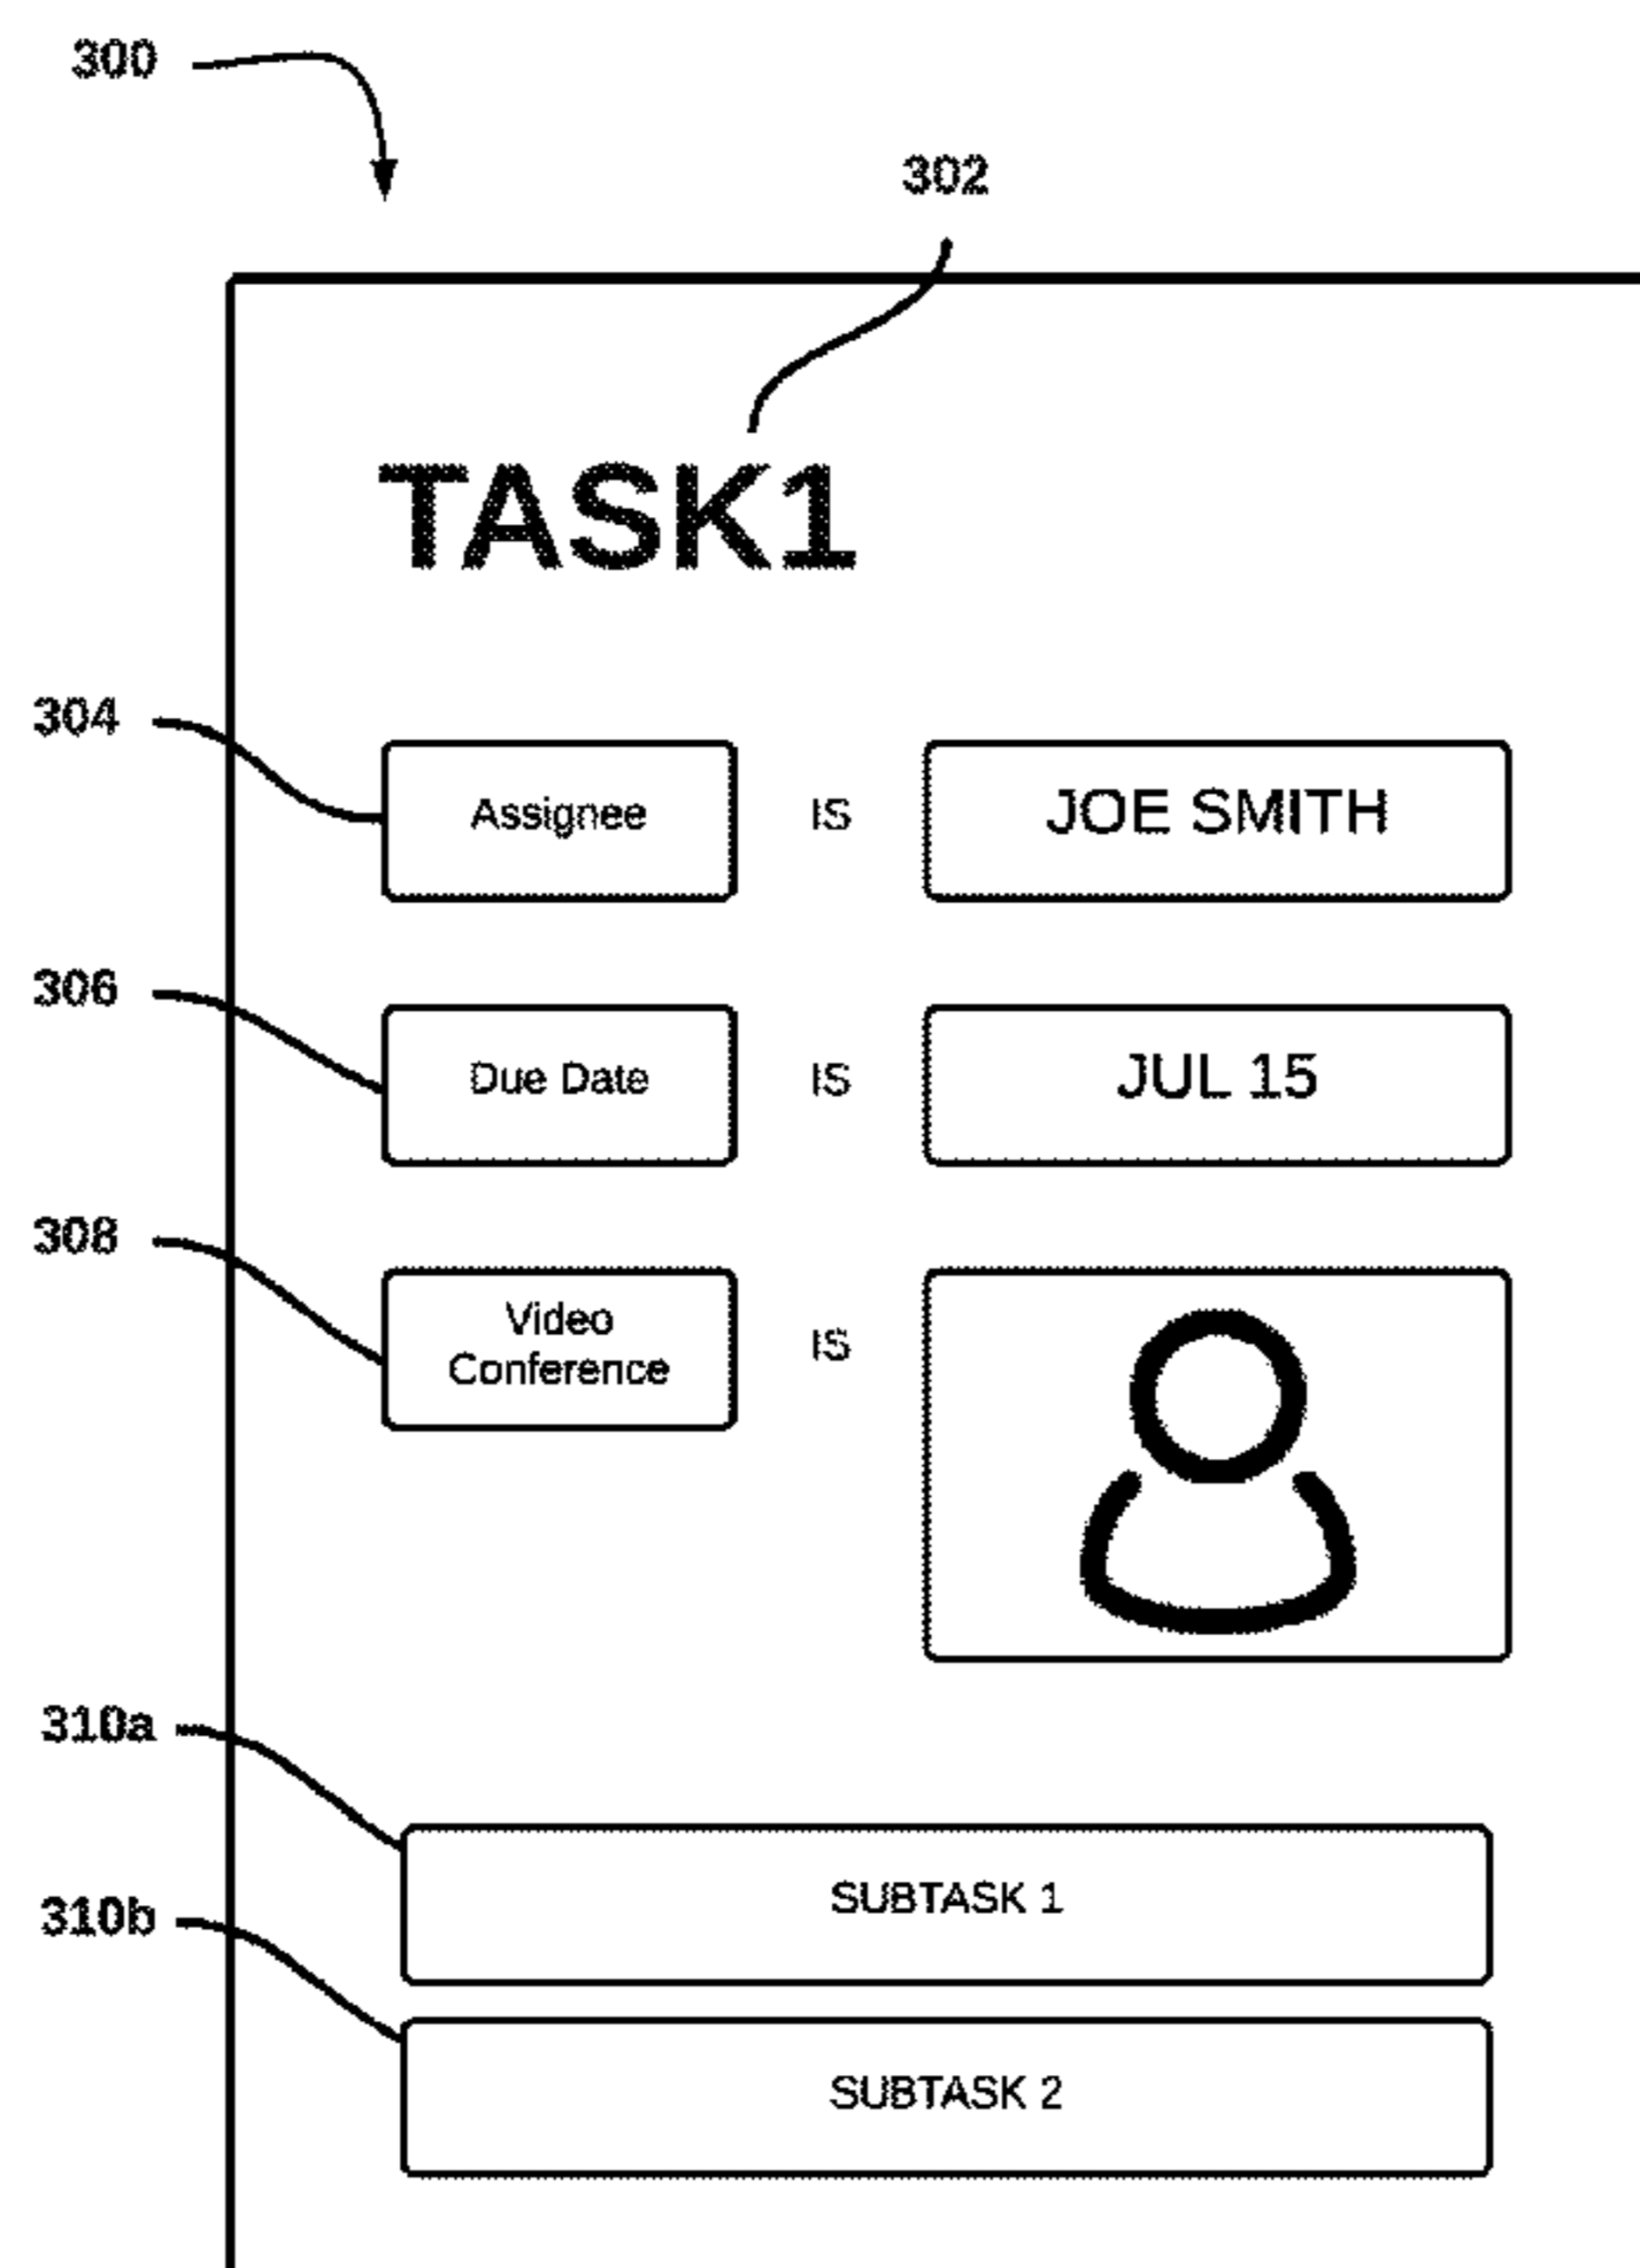 300
302
TASK1
304
Assignee IS JOE SMITH
306
Due Date IS JUL 15
308
Video
Conference IS
310a
SUBTASK 1
310b
SUBTASK 2